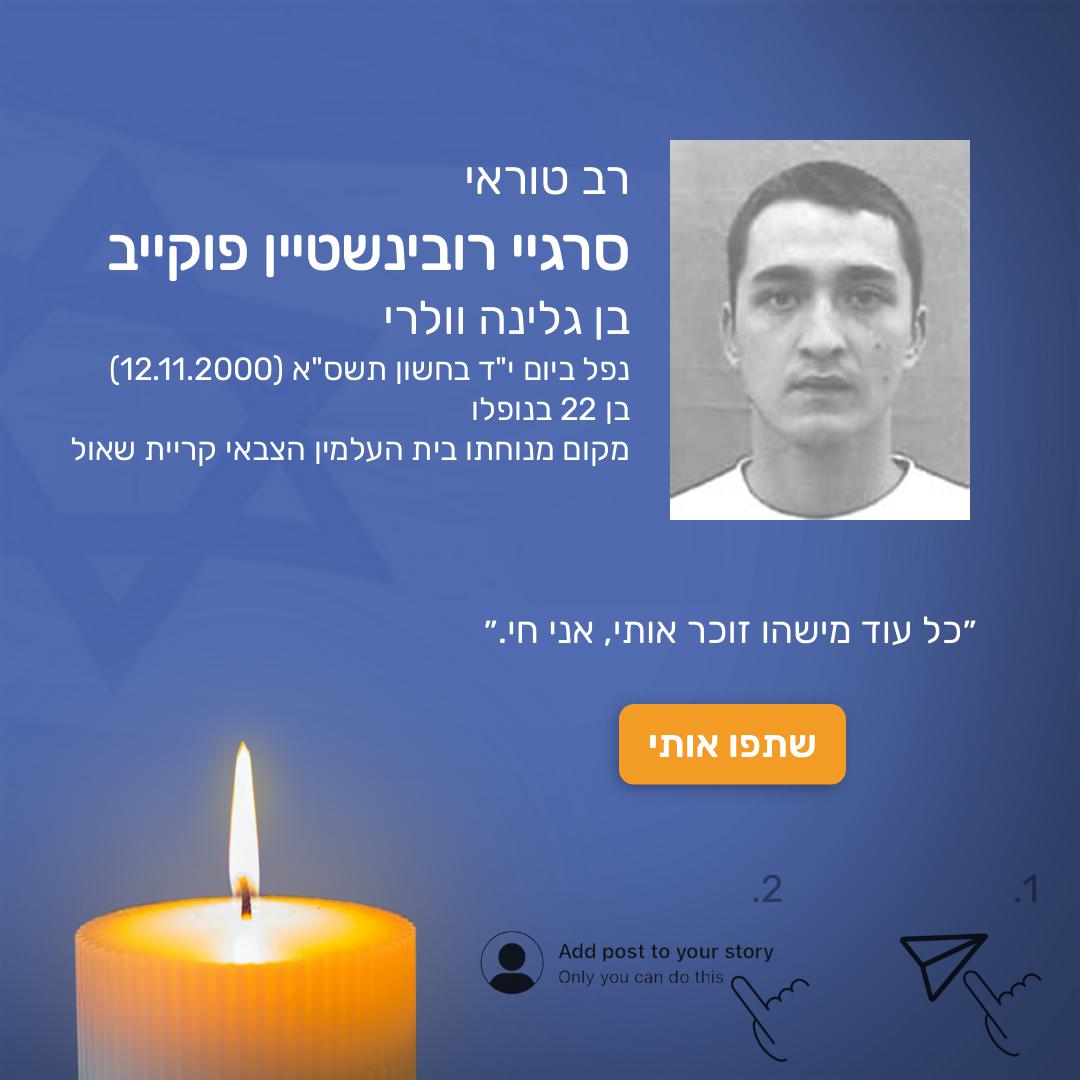 רב טוראי
סרגיי רובינשטיין פוקייב
בן גלינה וולרי
נפל ביום י"ד בחשון תשס"א (12.11.2000)
בן 22 בנופלו
מקום מנוחתו בית העלמין הצבאי קריית שאול
״כל עוד מישהו זוכר אותי, אני חי.״
שתפו אותי
1.
2.
Add post to your story
Only you can do this